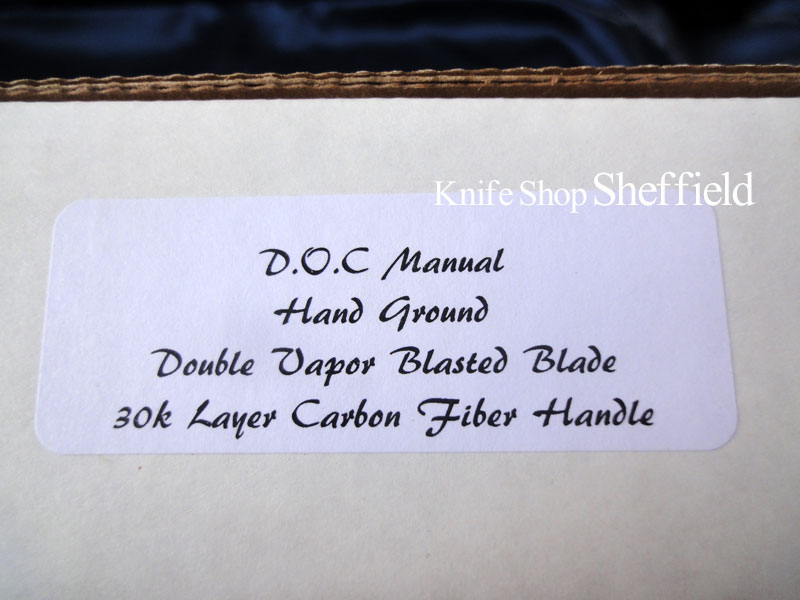 Knife Shop Sheffield
D.O.C Manual
Hand Ground
Double Vapor Blasted Blade
30k Layer Carbon Fiber Handle